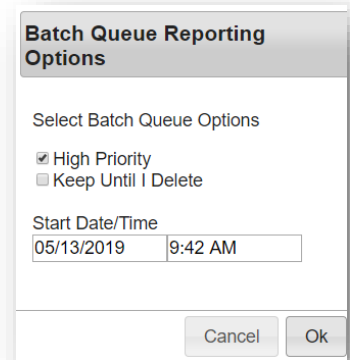 Batch Queue Reporting
Options
Select Batch Queue Options
High Priority
Keep Until I Delete
Start Date/Time
05/13/2019 9:42 AM
Cancel Ok